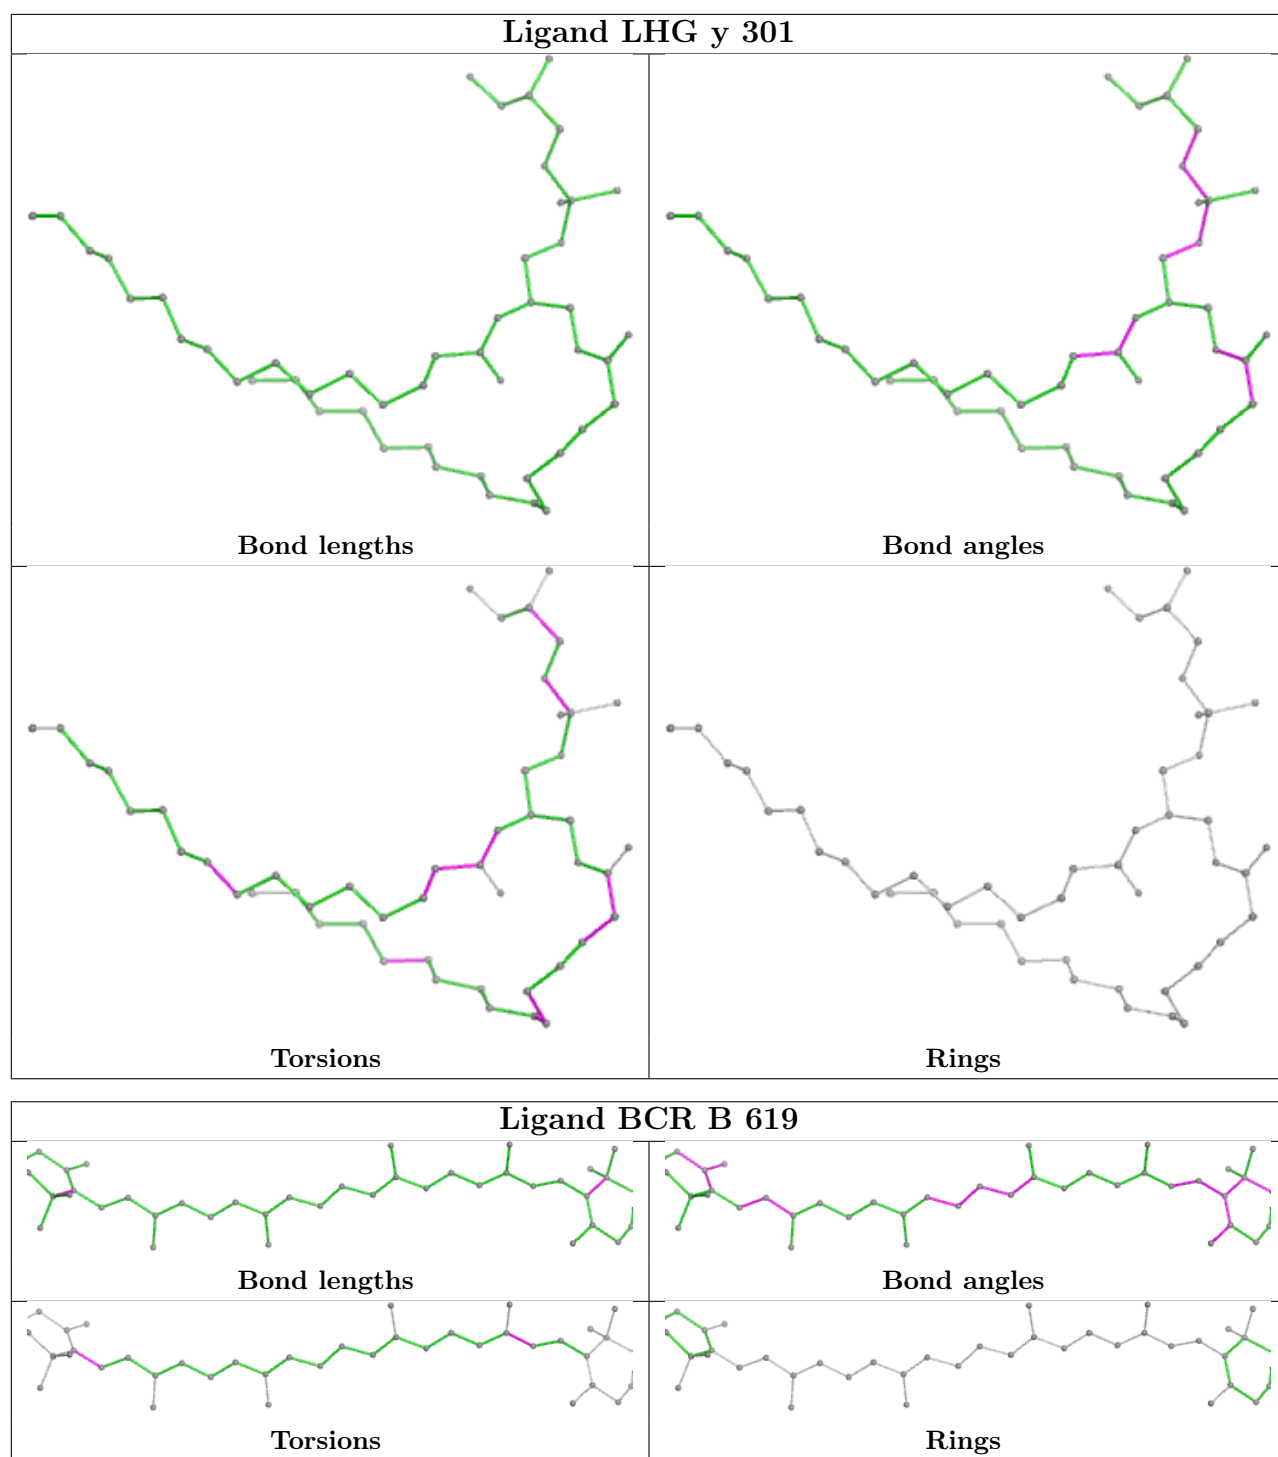 Ligand LHG y 301
Bond lengths
Bond angles
Torsions
Rings
Ligand BCR B 619
Bond lengths
Bond angles
Torsions
Rings